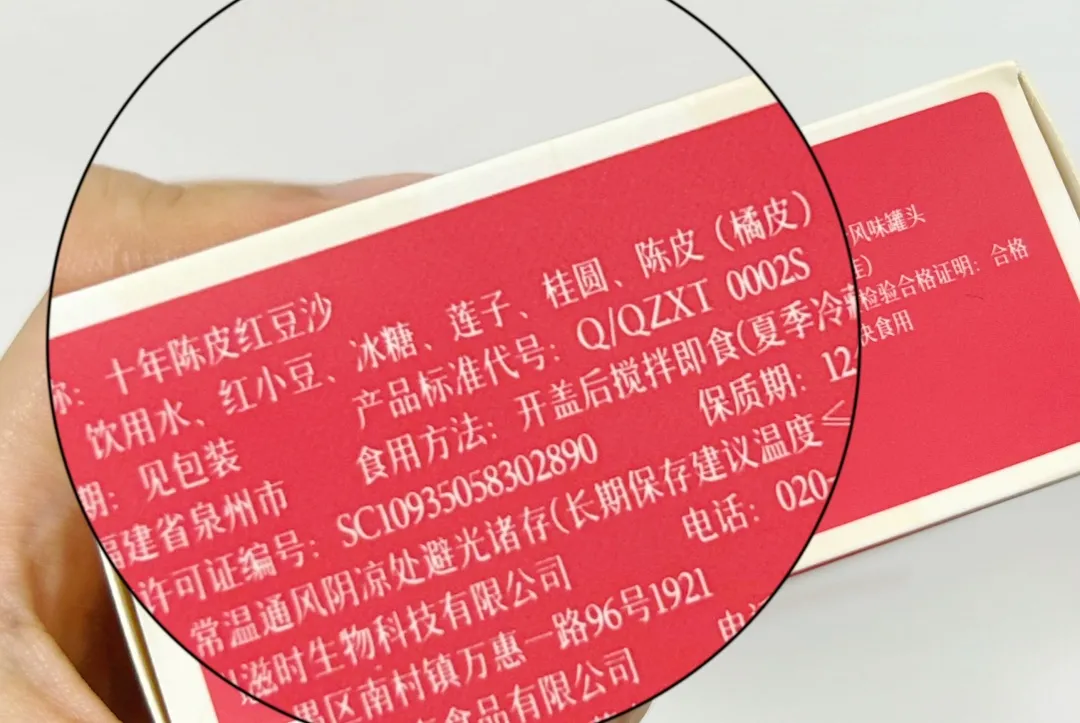 称：十年陈皮红豆沙 风味罐头
饮用水、红小豆、冰糖、莲子、桂圆、陈皮（橘皮）
期：见包装 产品标准代号：Q/QZXT 0002S 检验合格证明：合格
福建省泉州市 食用方法：开盖后搅拌即食(夏季冷藏 食用
许可证编号：SC10935058302890 保质期：12
常温通风阴凉处避光诸存(长期保存建议温度≤
滋时生物科技有限公司 电话：020-
禺区南村镇万惠一路96号1921
食品有限公司 电